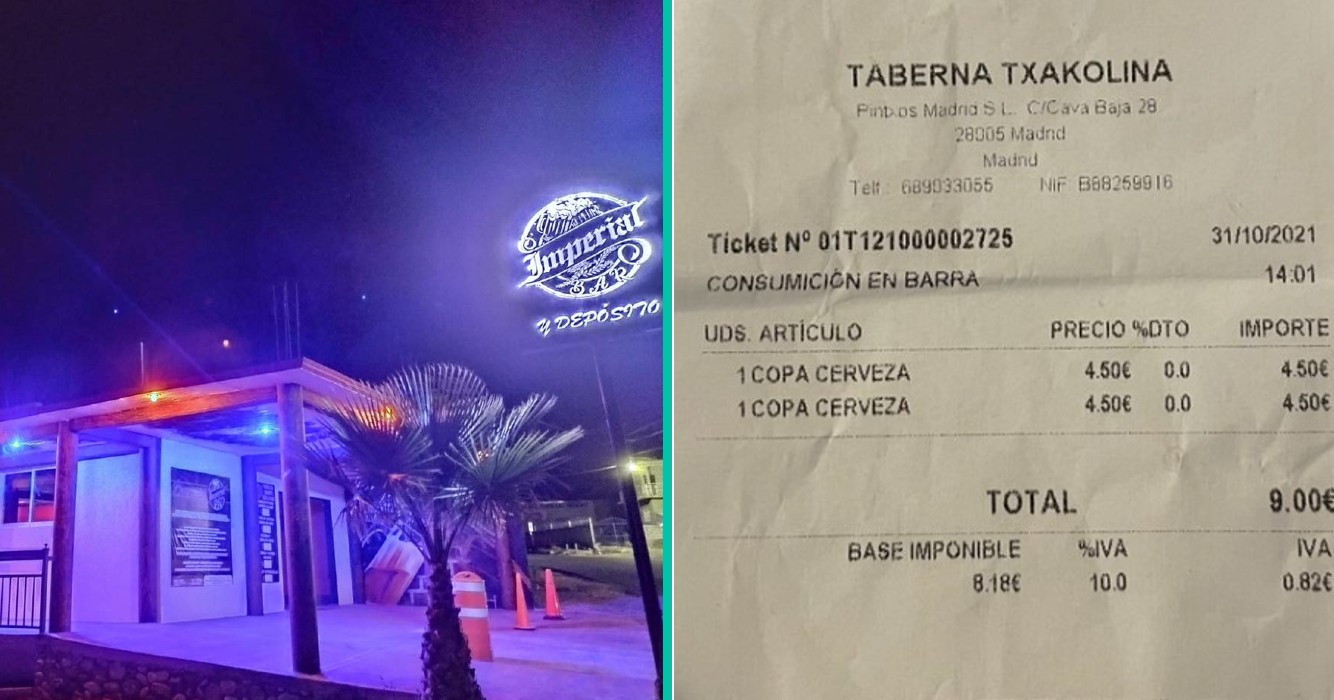 Imperial
BAR
Y DEPÓSITO
TABERNA TXAKOLINA
Pintxos Madrid S.L. C/Cava Baja 28
28005 Madrid
Madrid
Telf.: 689033055 NIF: B88259916
Ticket Nº 01T121000002725 31/10/2021
CONSUMICIÓN EN BARRA 14:01
UDS. ARTÍCULO PRECIO %DTO IMPORTE
1 COPA CERVEZA 4.50€ 0.0 4.50€
1 COPA CERVEZA 4.50€ 0.0 4.50€
TOTAL 9.00€
BASE IMPONIBLE %IVA IVA
8.18€ 10.0 0.82€